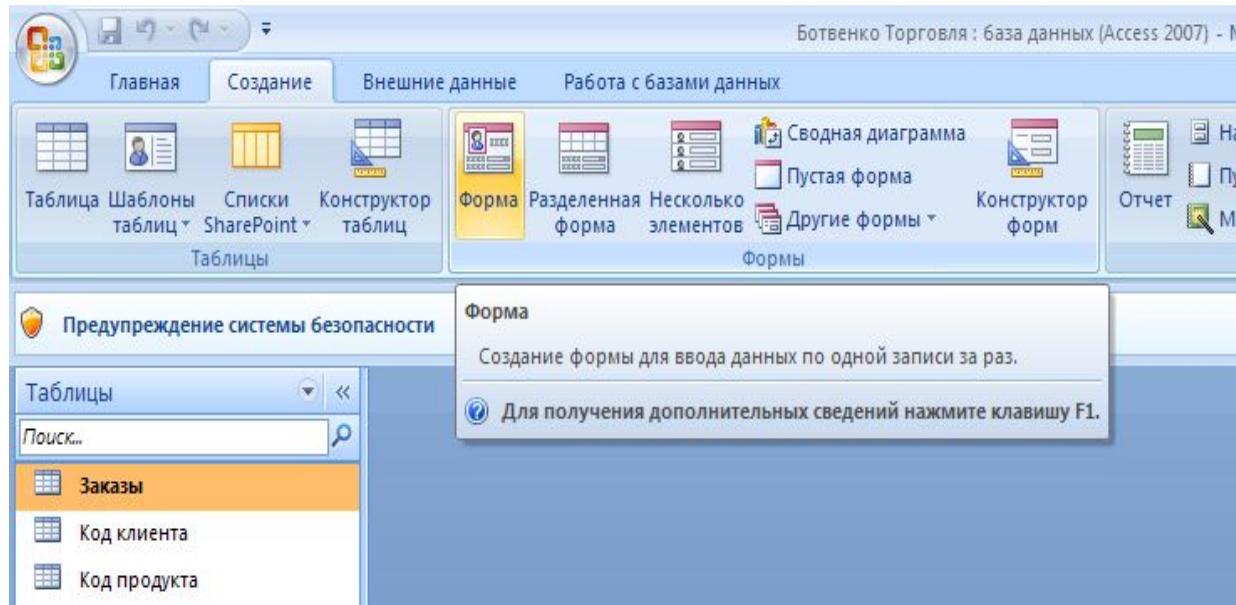 Ботвенко Торговля : база данных (Access 2007) -
Главная Создание Внешние данные Работа с базами данных
Таблица Шаблоны таблиц Списки SharePoint Конструктор таблиц
Таблицы
Форма Разделенная форма Несколько элементов
Сводная диаграмма
Пустая форма
Другие формы
Конструктор форм
Формы
Отчет
Предупреждение системы безопасности
Форма
Создание формы для ввода данных по одной записи за раз.
Для получения дополнительных сведений нажмите клавишу F1.
Таблицы
Поиск...
Заказы
Код клиента
Код продукта